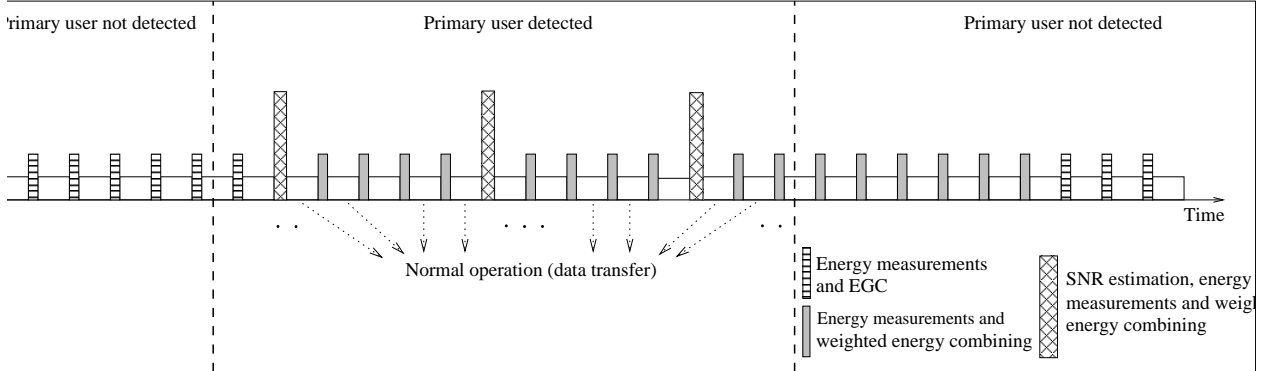 Primary user not detected
Primary user detected
Primary user not detected
. .
. . .
. .
Time
Normal operation (data transfer)
Energy measurements
and EGC
Energy measurements and
weighted energy combining
SNR estimation, energy
measurements and weigh
energy combining